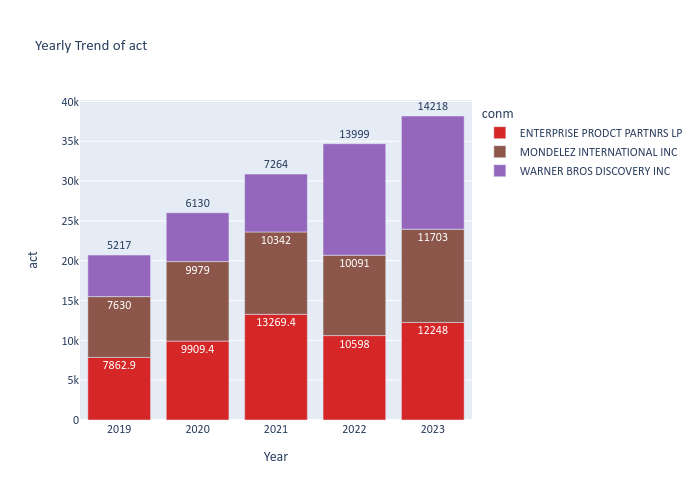 Yearly Trend of act
conm
ENTERPRISE PRODCT PARTNRS LP
MONDELEZ INTERNATIONAL INC
WARNER BROS DISCOVERY INC
act
40k
35k
30k
25k
20k
15k
10k
5k
0
5217
6130
7264
13999
14218
7630
9979
10342
10091
11703
7862.9
9909.4
13269.4
10598
12248
2019
2020
2021
2022
2023
Year